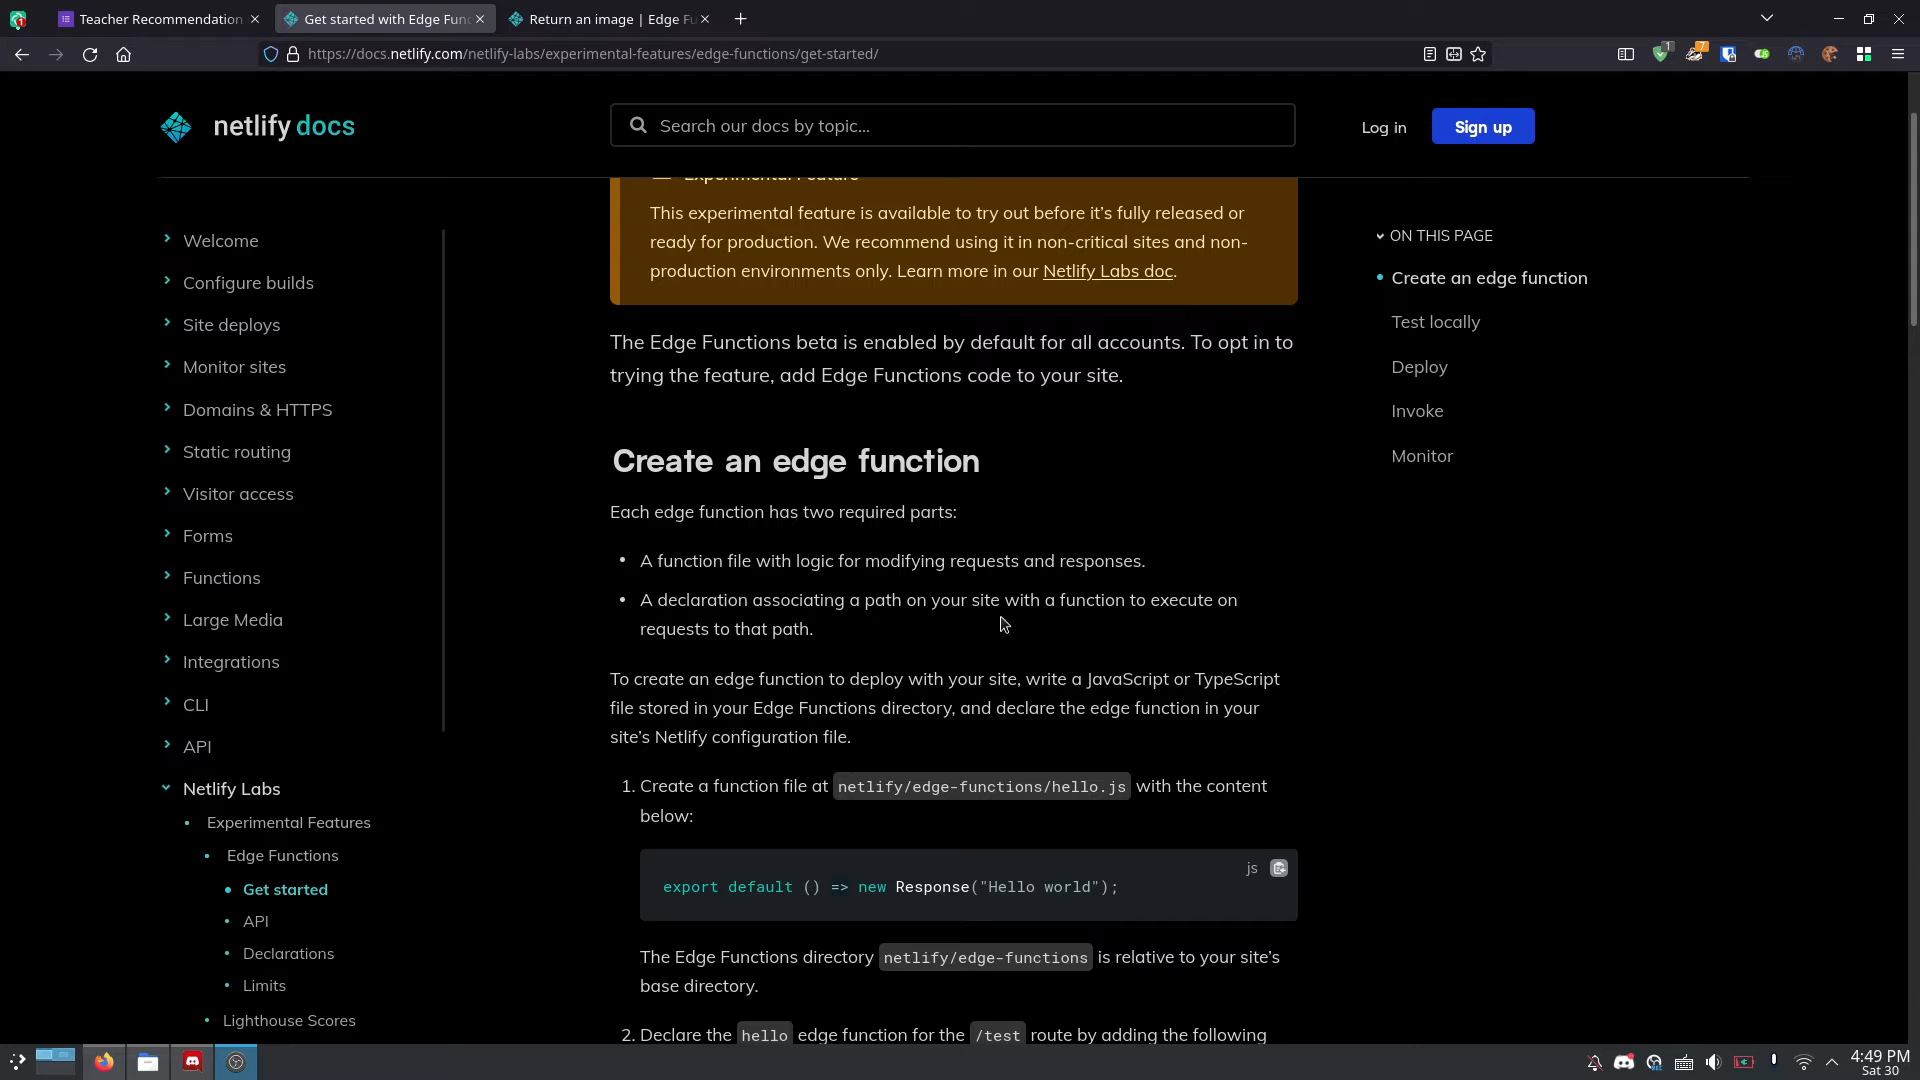 Teacher Recommendation
Get started with Edge Func
Return an image | Edge Fu
https://docs.netlify.com/netlify-labs/experimental-features/edge-functions/get-started/
1
7
netlify docs
Search our docs by topic...
Log in
Sign up
Experimental Feature
This experimental feature is available to try out before it's fully released or
ready for production. We recommend using it in non-critical sites and non-
production environments only. Learn more in our Netlify Labs doc.
The Edge Functions beta is enabled by default for all accounts. To opt in to
trying the feature, add Edge Functions code to your site.
Create an edge function
Each edge function has two required parts:
• A function file with logic for modifying requests and responses.
• A declaration associating a path on your site with a function to execute on
requests to that path.
To create an edge function to deploy with your site, write a JavaScript or TypeScript
file stored in your Edge Functions directory, and declare the edge function in your
site's Netlify configuration file.
1. Create a function file at netlify/edge-functions/hello.js with the content
below:
js
export default () => new Response("Hello world");
The Edge Functions directory netlify/edge-functions is relative to your site's
base directory.
2. Declare the hello edge function for the /test route by adding the following
Welcome
Configure builds
Site deploys
Monitor sites
Domains & HTTPS
Static routing
Visitor access
Forms
Functions
Large Media
Integrations
CLI
API
Netlify Labs
Experimental Features
Edge Functions
Get started
API
Declarations
Limits
Lighthouse Scores
ON THIS PAGE
Create an edge function
Test locally
Deploy
Invoke
Monitor
4:49 PM
Sat 30